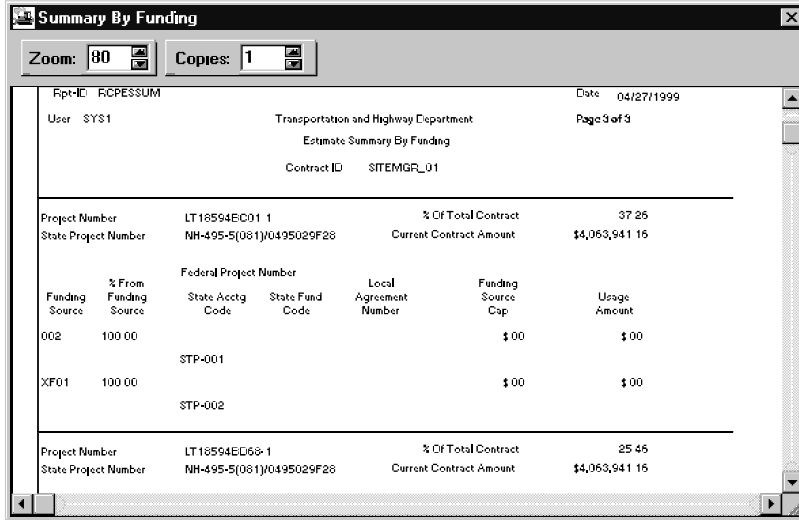 Summary By Funding
Zoom: 80 Copies: 1
Rpt-ID RCPESSUM Date 04/27/1999
User SYS1 Transportation and Highway Department Page 3 of 3
Estimate Summary By Funding
Contract ID SITEMGR_01
Project Number LT18594BC01 1 % Of Total Contract 37 26
State Project Number NH-495-5(081)/0495029F28 Current Contract Amount $4,063,941 16
Federal Project Number
% From Local Funding
Funding Funding State Acctg State Fund Agreement Source Usage
Source Source Code Code Number Cap Amount
002 100 00 $ 00 $ 00
STP-001
XF01 100 00 $ 00 $ 00
STP-002
Project Number % Of Total Contract 25 46
State Project Number NH-495-5(081)/0495029F28 Current Contract Amount $4,063,941 16